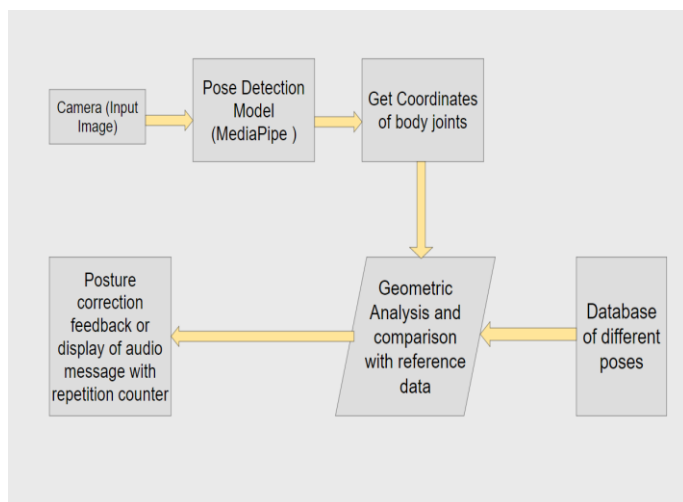 Camera (Input
Image)
Pose Detection
Model
(MediaPipe )
Get Coordinates
of body joints
Posture
correction
feedback or
display of audio
message with
repetition counter
Geometric
Analysis and
comparison
with reference
data
Database
of different
poses